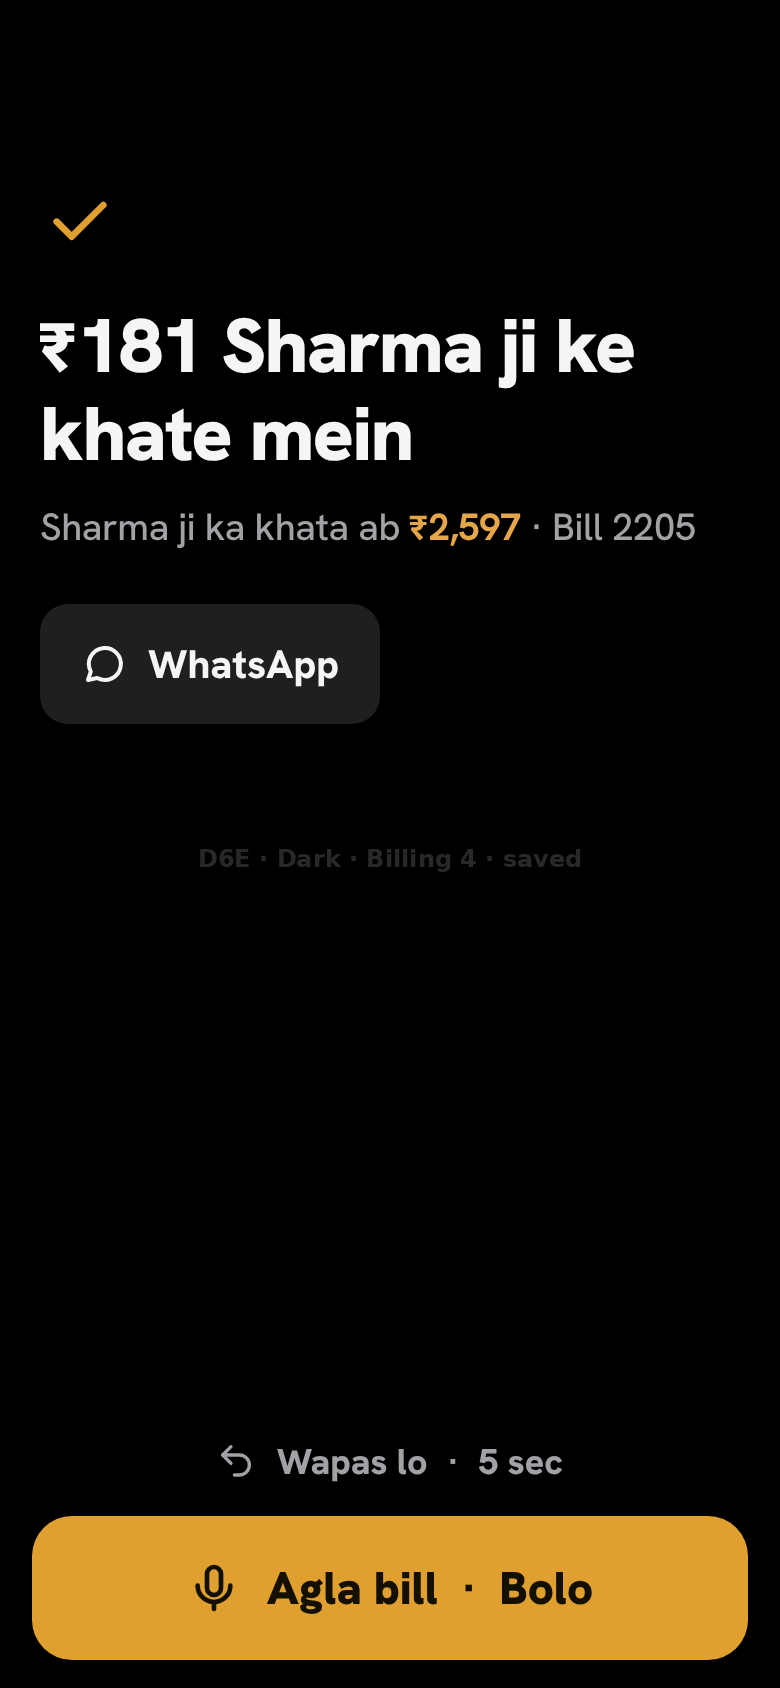 ₹181 Sharma ji ke
khate mein
Sharma ji ka khata ab ₹2,597 · Bill 2205
WhatsApp
D6E · Dark · Billing 4 · saved
Wapas lo · 5 sec
Agla bill · Bolo